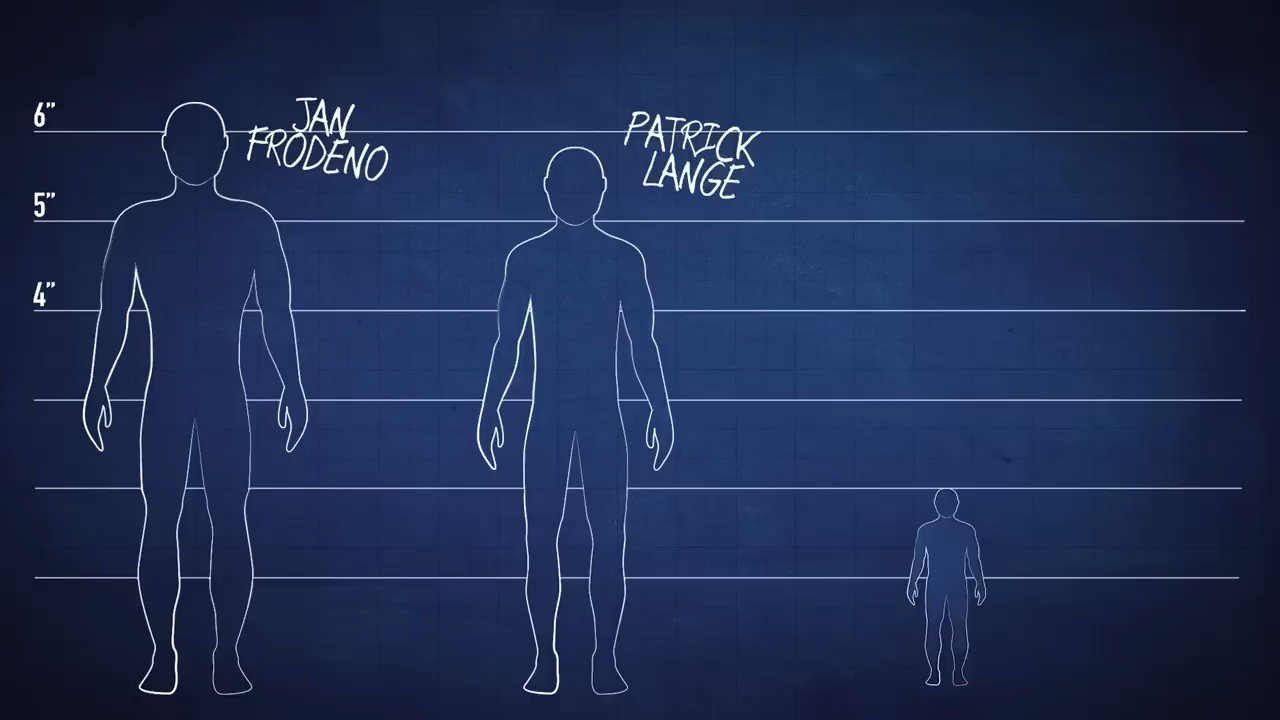 6”
JAN
FRODENO
PATRICK
LANGE
5”
4”